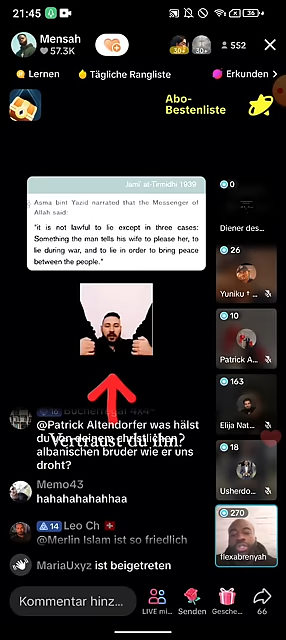 21:45
35
Mensah
57.3K
30+
30+
552
Lernen
Tägliche Rangliste
Erkunden
Abo-
Bestenliste
Jami' at-Tirmidhi 1939
Asma bint Yazid narrated that the Messenger of
Allah said:
"it is not lawful to lie except in three cases:
Something the man tells his wife to please her, to
lie during war, and to lie in order to bring peace
between the people."
0
Diener des...
26
Yuniku
10
Patrick A...
163
Elija Nat...
18
Usherdo...
270
flexabrenyah
@Patrick Altendorfer was hälst
du von deinem christlichen
albanischen bruder wie er uns
droht?
Vertraust du ihm?
Memo43
hahahahahahhaa
14 Leo Ch
@Merlin Islam ist so friedlich
MariaUxyz ist beigetreten
Kommentar hinz...
LIVE mi...
Senden
Gesche...
66